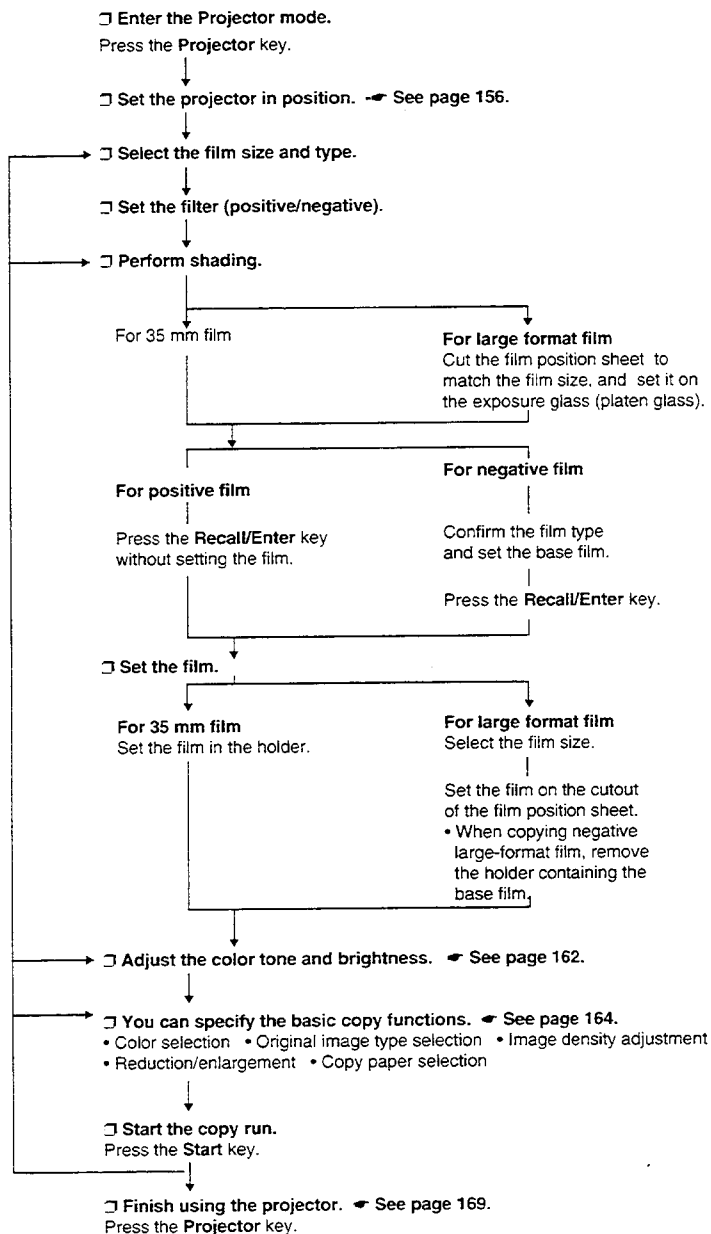 ❐ Enter the Projector mode.
Press the Projector key.
❐ Set the projector in position. ☛ See page 156.
❐ Select the film size and type.
❐ Set the filter (positive/negative).
❐ Perform shading.
For 35 mm film
For large format film
Cut the film position sheet to
match the film size, and set it on
the exposure glass (platen glass).
For positive film
Press the Recall/Enter key
without setting the film.
For negative film
Confirm the film type
and set the base film.
Press the Recall/Enter key.
❐ Set the film.
For 35 mm film
Set the film in the holder.
For large format film
Select the film size.
Set the film on the cutout
of the film position sheet.
• When copying negative
large-format film, remove
the holder containing the
base film.
❐ Adjust the color tone and brightness. ☛ See page 162.
❐ You can specify the basic copy functions. ☛ See page 164.
• Color selection • Original image type selection • Image density adjustment
• Reduction/enlargement • Copy paper selection
❐ Start the copy run.
Press the Start key.
❐ Finish using the projector. ☛ See page 169.
Press the Projector key.